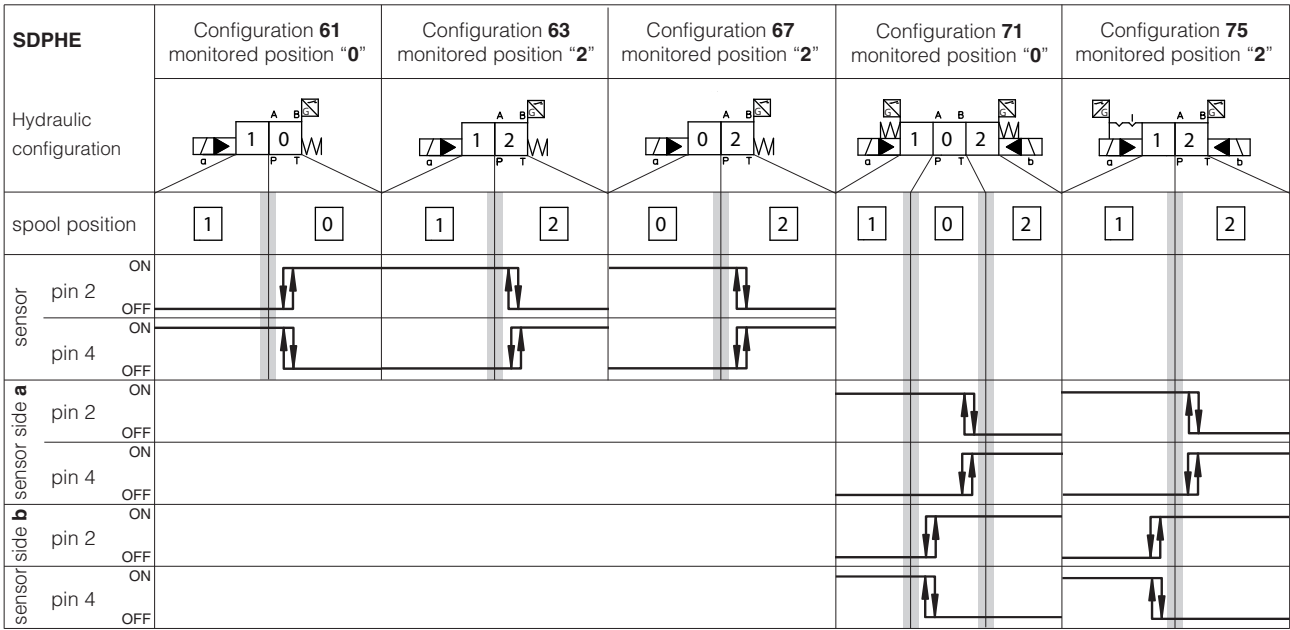 SDPHE
Configuration 61
monitored position “0”
Configuration 63
monitored position “2”
Configuration 67
monitored position “2”
Configuration 71
monitored position “0”
Configuration 75
monitored position “2”
Hydraulic
configuration
A B G
1 0
a
P T
A B G
1 2
a
P T
A B G
0 2
a
P T
G A B G
1 0 2
a b
P T
G I A B G
1 2
a b
P T
spool position
1 0
1 2
0 2
1 0 2
1 2
sensor
pin 2
ON
OFF
pin 4
ON
OFF
sensor side a
pin 2
ON
OFF
pin 4
ON
OFF
sensor side b
pin 2
ON
OFF
pin 4
ON
OFF